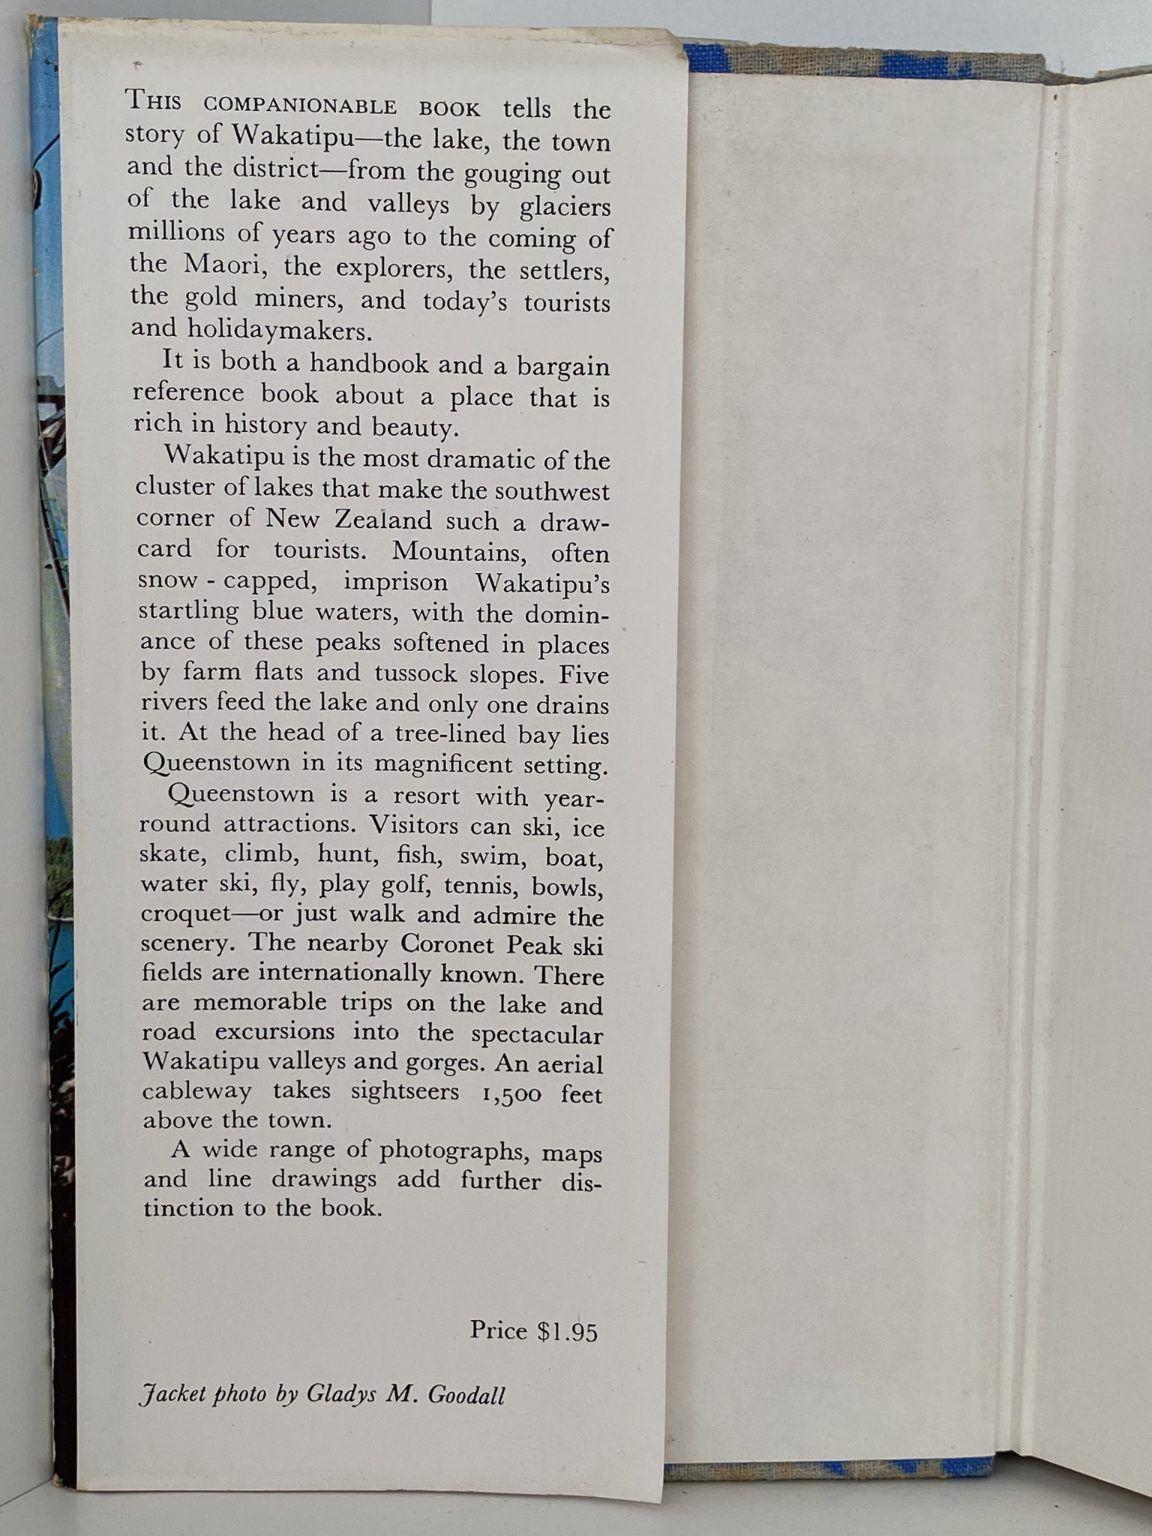 THIS COMPANIONABLE BOOK tells the
story of Wakatipu—the lake, the town
and the district—from the gouging out
of the lake and valleys by glaciers
millions of years ago to the coming of
the Maori, the explorers, the settlers,
the gold miners, and today's tourists
and holidaymakers.
It is both a handbook and a bargain
reference book about a place that is
rich in history and beauty.
Wakatipu is the most dramatic of the
cluster of lakes that make the southwest
corner of New Zealand such a draw-
card for tourists. Mountains, often
snow - capped, imprison Wakatipu's
startling blue waters, with the domin-
ance of these peaks softened in places
by farm flats and tussock slopes. Five
rivers feed the lake and only one drains
it. At the head of a tree-lined bay lies
Queenstown in its magnificent setting.
Queenstown is a resort with year-
round attractions. Visitors can ski, ice
skate, climb, hunt, fish, swim, boat,
water ski, fly, play golf, tennis, bowls,
croquet—or just walk and admire the
scenery. The nearby Coronet Peak ski
fields are internationally known. There
are memorable trips on the lake and
road excursions into the spectacular
Wakatipu valleys and gorges. An aerial
cableway takes sightseers 1,500 feet
above the town.
A wide range of photographs, maps
and line drawings add further dis-
tinction to the book.
Price $1.95
Jacket photo by Gladys M. Goodall